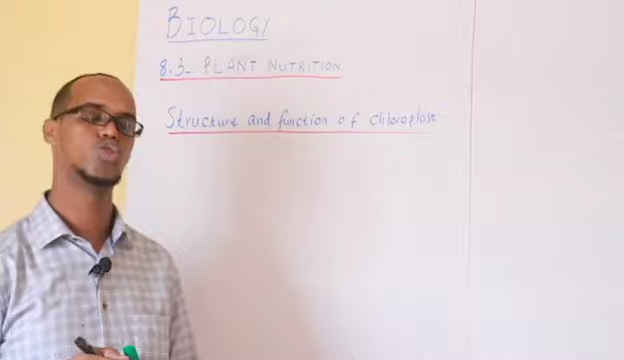 BIOLOGY
8.3- PLANT NUTRITION
Structure and function of chloroplast